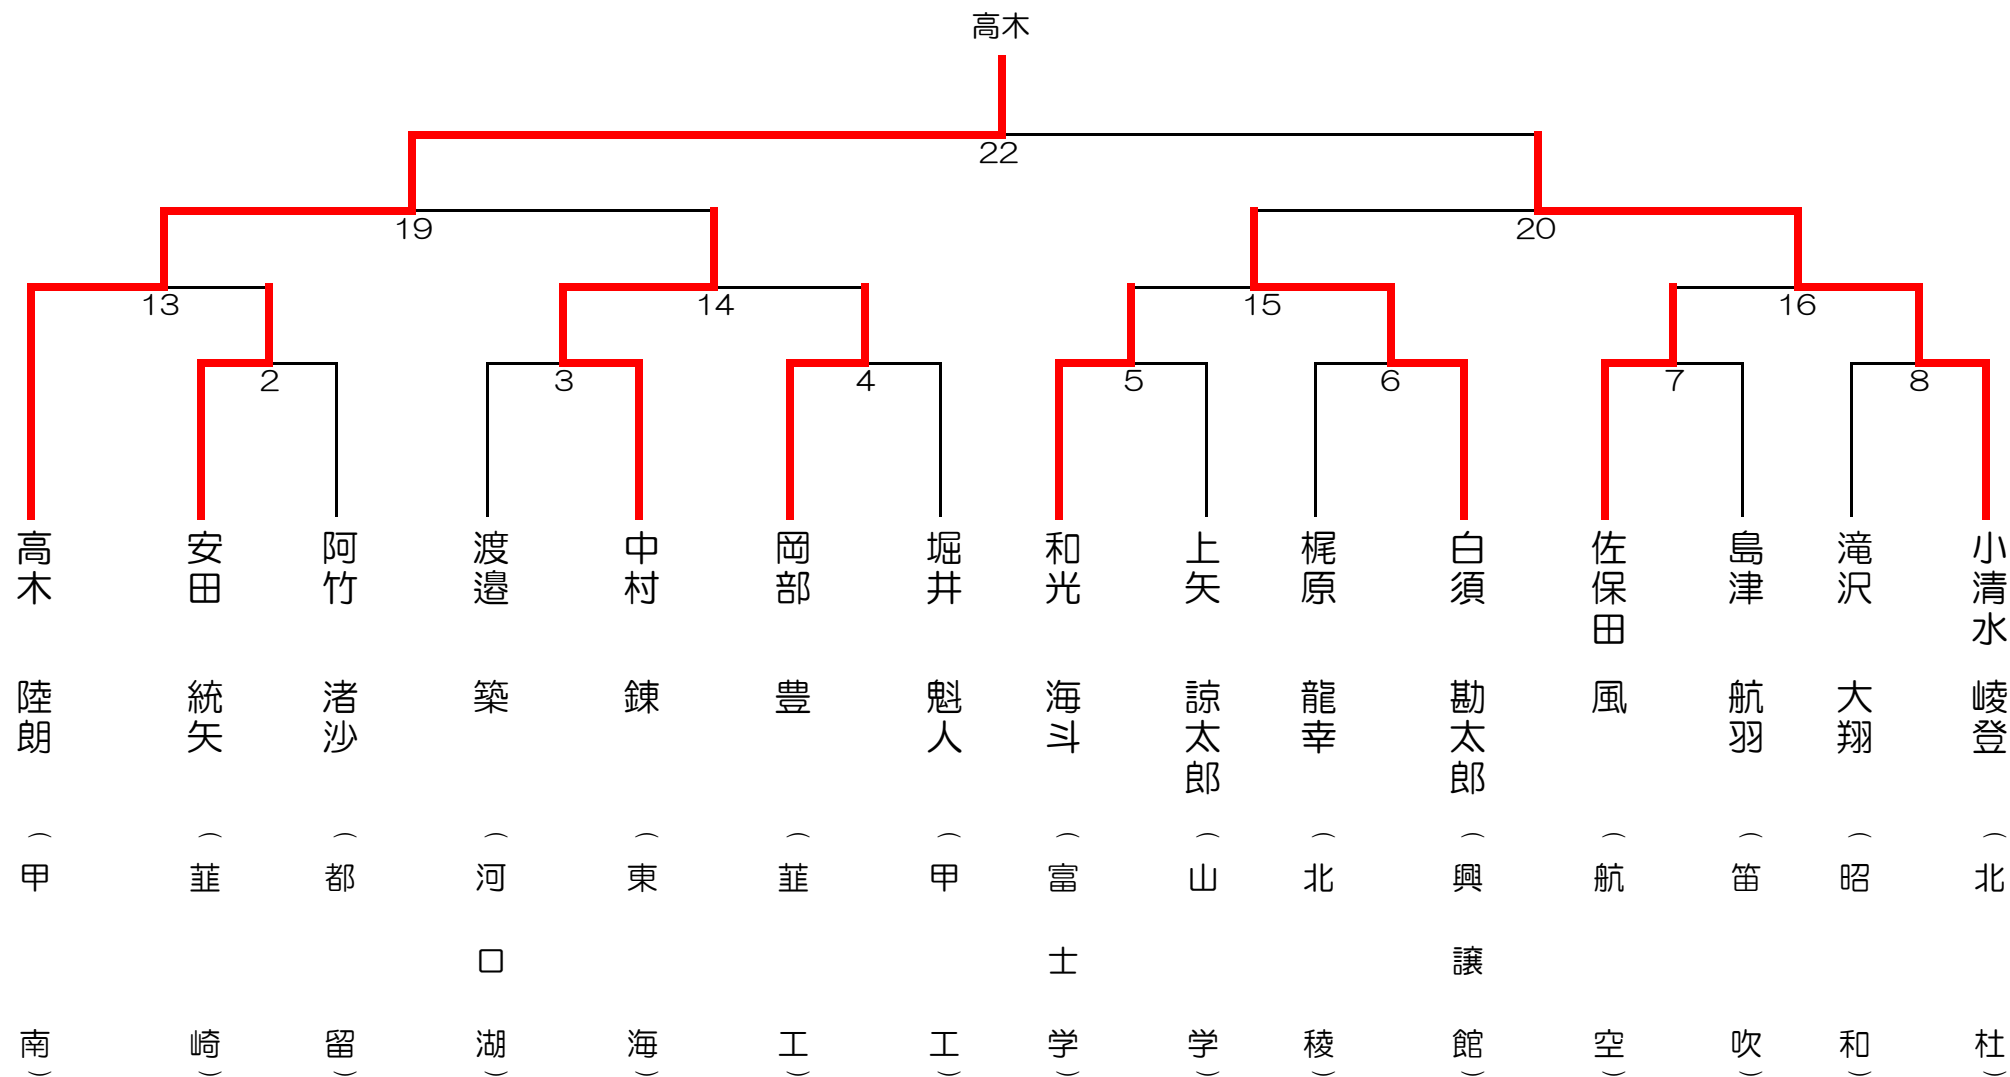 高木
22
19
20
13
14
15
16
2
3
4
5
6
7
8
高木 陸朗 （甲南）
安田 統矢 （韮崎）
阿竹 渚沙 （都留）
渡邉 築 （河口湖）
中村 錬 （東海）
岡部 豊 （韮工）
堀井 魁人 （甲工）
和光 海斗 （富士学）
上矢 諒太郎 （山学）
梶原 龍幸 （北稜）
白須 勘太郎 （興譲館）
佐保田 風 （航空）
島津 航羽 （笛吹）
滝沢 大翔 （昭和）
小清水 崚登 （北杜）